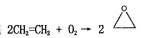 2CH₂=CH₂ + O₂ → 2 O